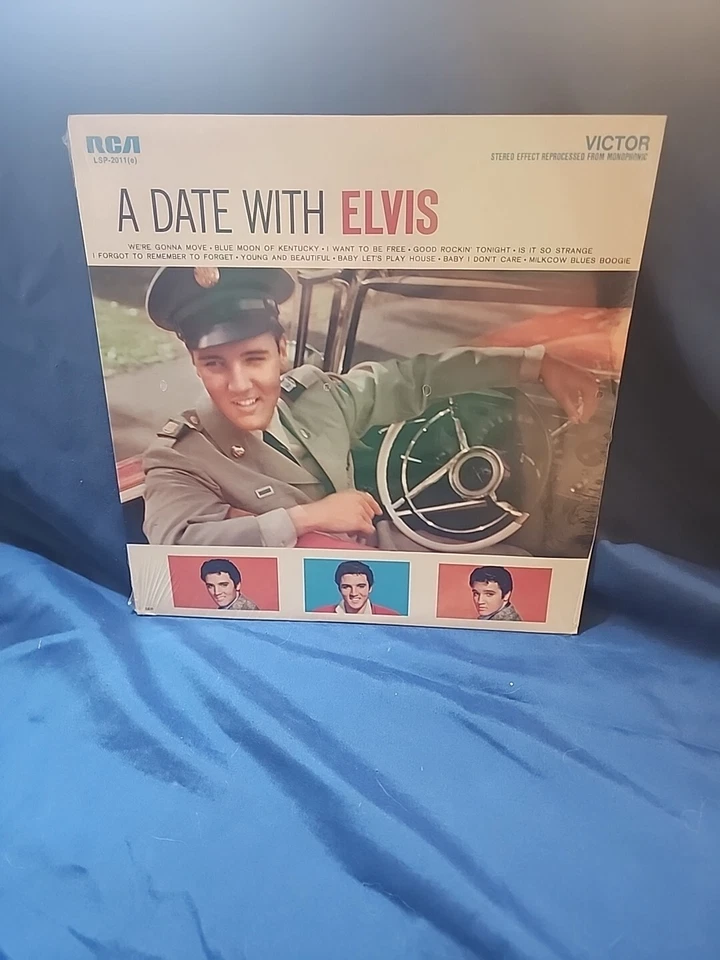 RCA
LSP-2011(e)
VICTOR
STEREO EFFECT REPROCESSED FROM MONOPHONIC
A DATE WITH ELVIS
WE'RE GONNA MOVE • BLUE MOON OF KENTUCKY • I WANT TO BE FREE • GOOD ROCKIN' TONIGHT • IS IT SO STRANGE
I FORGOT TO REMEMBER TO FORGET • YOUNG AND BEAUTIFUL • BABY LET'S PLAY HOUSE • BABY I DON'T CARE • MILKCOW BLUES BOOGIE